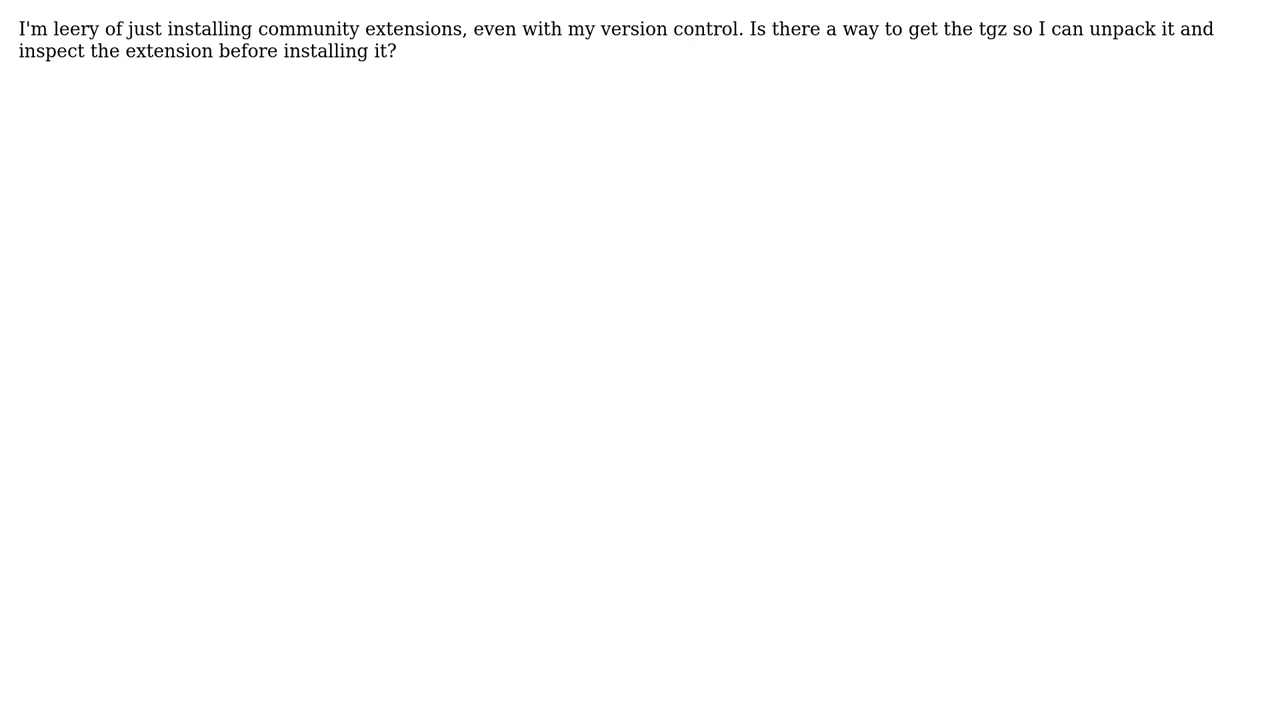 I'm leery of just installing community extensions, even with my version control. Is there a way to get the tgz so I can unpack it and
inspect the extension before installing it?